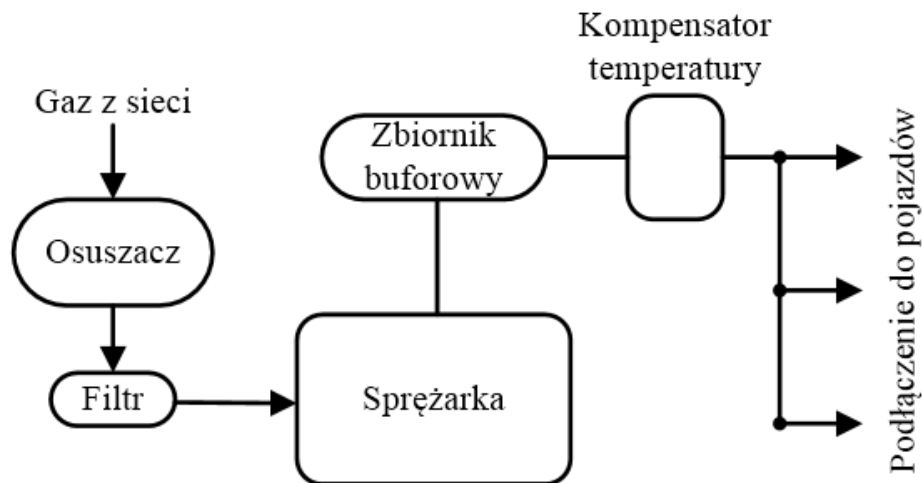 Kompensator
temperatury
Gaz z sieci
Zbiornik
buforowy
Osuszacz
Filtr
Sprężarka
Podłączenie do pojazdów